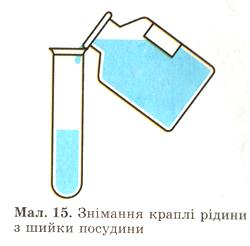 Мал. 15. Знімання краплі рідини
з шийки посудини